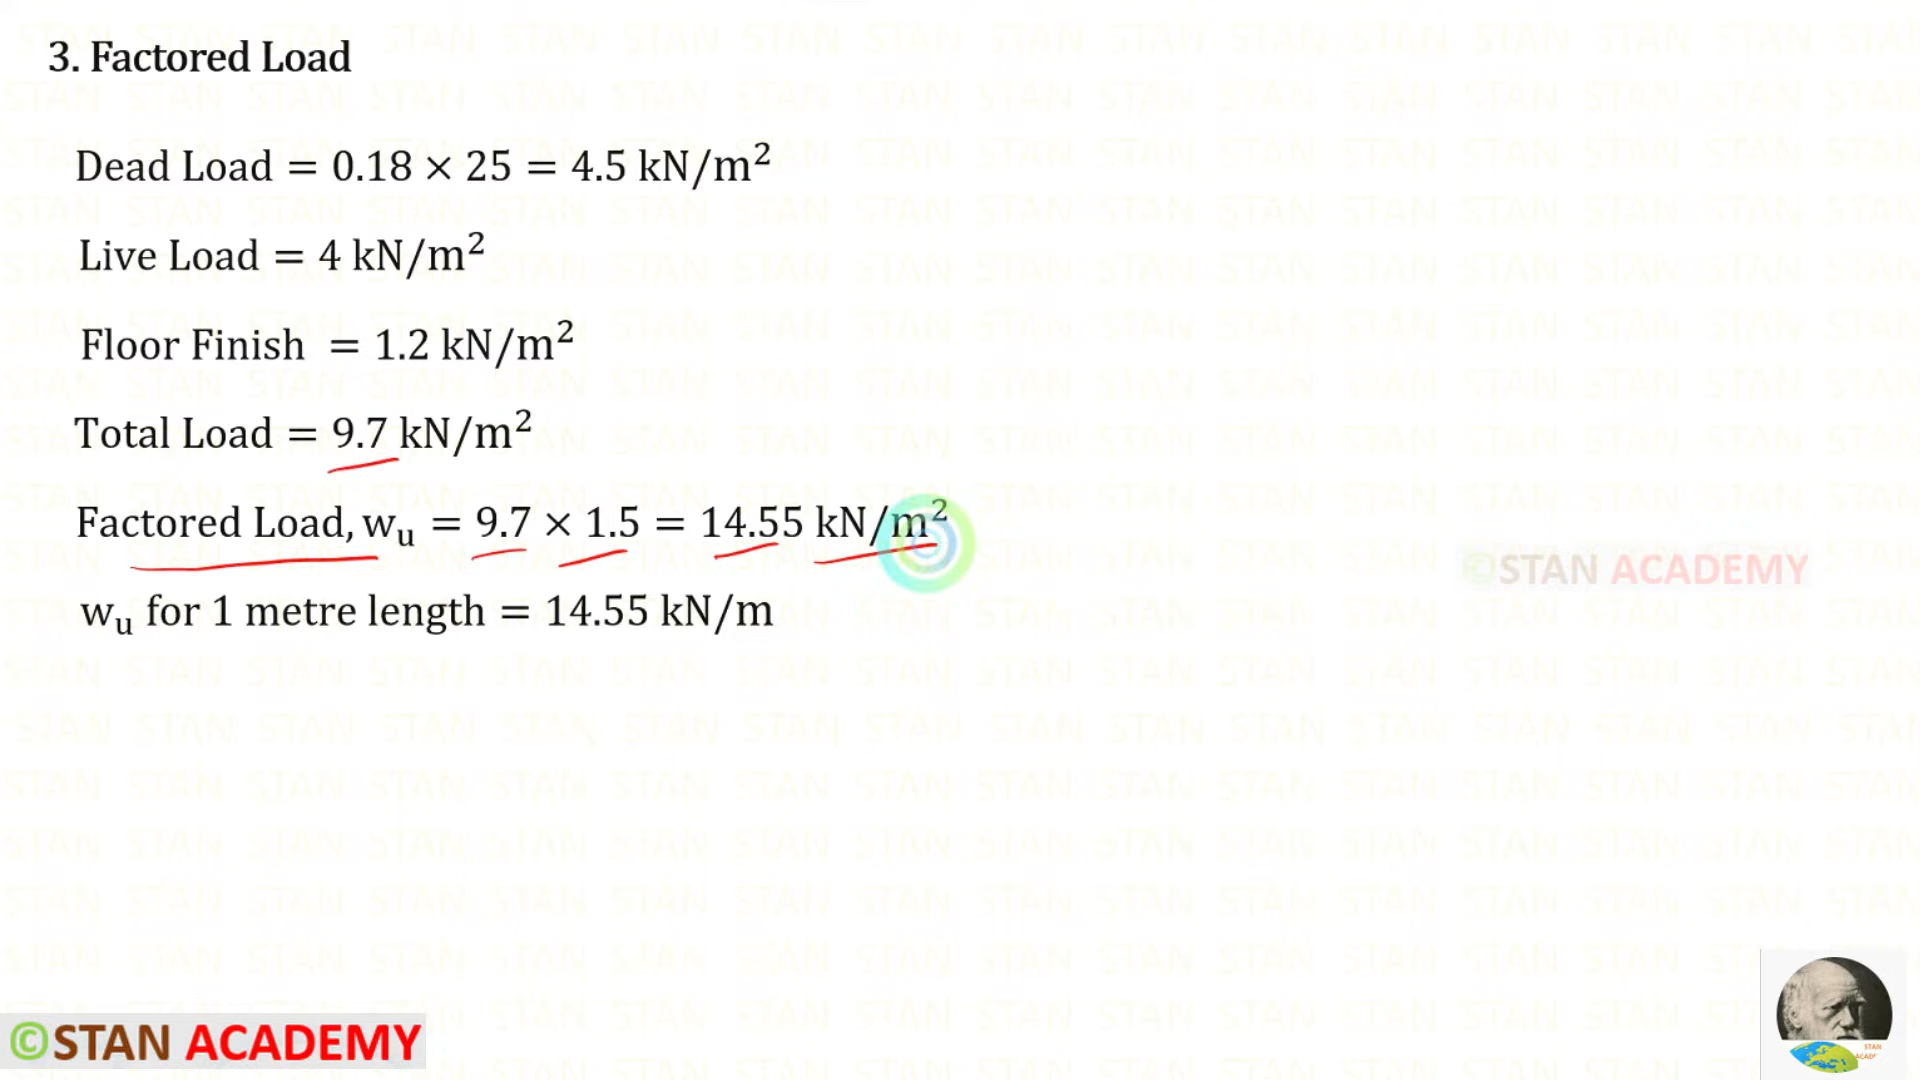 3. Factored Load
Dead Load = 0.18 × 25 = 4.5 kN/m²
Live Load = 4 kN/m²
Floor Finish = 1.2 kN/m²
Total Load = 9.7 kN/m²
Factored Load, wᵤ = 9.7 × 1.5 = 14.55 kN/m²
©STAN ACADEMY
wᵤ for 1 metre length = 14.55 kN/m
©STAN ACADEMY
STAN